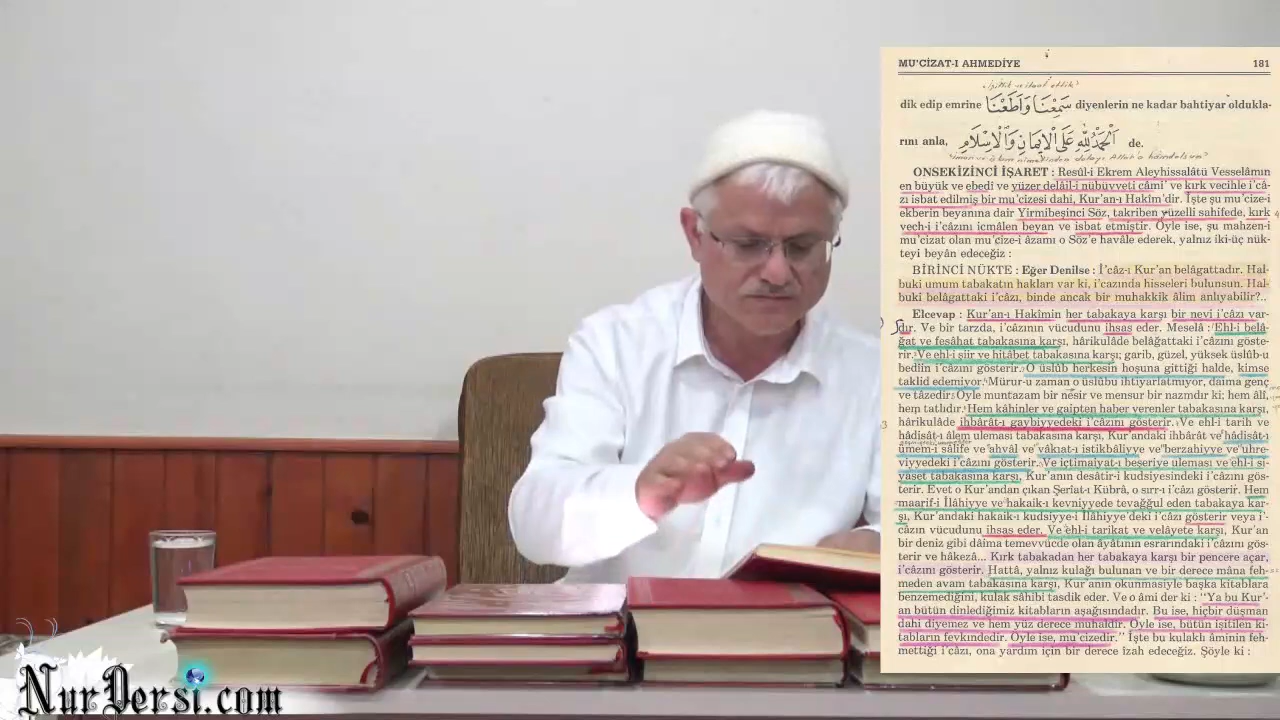 MU'CİZAT-I AHMEDİYE 181
dik edip emrine سَمِعْنَا وَاَطَعْنَا diyenlerin ne kadar bahtiyar oldukla-
rını anla, اَلْحَمْدُ لِلّٰهِ عَلَى الْاِيمَانِ وَالْاِسْلَامِ de.
ONSEKİZİNCİ İŞARET : Resûl-i Ekrem Aleyhissalâtü Vesselâmın
en büyük ve ebedî ve yüzer delâil-i nübüvveti câmi' ve kırk vecihle i'câ-
zı isbat edilmiş bir mu'cizesi dahi, Kur'an-ı Hakîm'dir. İşte şu mu'cize-i
ekberin beyanına dair Yirmibeşinci Söz, takriben yüzelli sahifede, kırk
vech-i i'câzını icmâlen beyan ve isbat etmiştir. Öyle ise, şu mahzen-i
mu'cizat olan mu'cize-i âzamı o Söz'e havâle ederek, yalnız iki-üç nük-
teyi beyân edeceğiz :
BİRİNCİ NÜKTE : Eğer Denilse : İ'câz-ı Kur'an belâgattadır. Hal-
buki umum tabakatın hakları var ki, i'cazında hisseleri bulunsun. Hal-
buki belâgattaki i'câzı, binde ancak bir muhakkik âlim anlıyabilir?..
Elcevap : Kur'an-ı Hakîmin her tabakaya karşı bir nevi i'câzı var-
dır. Ve bir tarzda, i'câzının vücudunu ihsas eder. Meselâ : Ehl-i belâ-
ğat ve fesâhat tabakasına karşı, hârikulâde belâğattaki i'câzını göste-
rir. Ve ehl-i şiir ve hitâbet tabakasına karşı, garib, güzel, yüksek üslûb-u
bedîin i'câzını gösterir. O üslûb herkesin hoşuna gittiği halde, kimse
taklid edemiyor. Mürur-u zaman o üslûbu ihtiyarlatmıyor, daima genç
ve tâzedir. Öyle muntazam bir nesir ve mensur bir nazmdır ki; hem âlî,
hem tatlıdır. Hem kâhinler ve gaipten haber verenler tabakasına karşı,
hârikulâde ihbârât-ı gaybiyyedeki i'câzını gösterir. Ve ehl-i tarih ve
hâdisât-ı âlem uleması tabakasına karşı, Kur'andaki ihbârât ve hâdisât-ı
ümem-i sâlife ve ahvâl ve vâkıat-ı istikbâliyye ve berzahiyye ve uhre-
viyyedeki i'câzını gösterir. Ve içtimaiyat-ı beşeriye uleması ve ehl-i si-
yaset tabakasına karşı, Kur'anın desâtir-i kudsiyesindeki i'câzını gös-
terir. Evet o Kur'andan çıkan Şerîat-ı Kübrâ, o sırr-ı i'câzı gösterir. Hem
maarif-i İlâhiyye ve hakaik-ı kevniyyede tevağğul eden tabakaya kar-
şı, Kur'andaki hakaik-ı kudsiyye-i İlâhiyye'deki i'câzı gösterir veya i'-
câzın vücudunu ihsas eder. Ve ehl-i tarikat ve velâyete karşı, Kur'an
bir deniz gibi dâima temevvücde olan âyâtının esrarındaki i'câzını gös-
terir ve hâkezâ... Kırk tabakadan her tabakaya karşı bir pencere açar,
i'câzını gösterir. Hattâ, yalnız kulağı bulunan ve bir derece mâna feh-
meden avam tabakasına karşı, Kur'anın okunmasiyle başka kitablara
benzemediğini, kulak sâhibi tasdik eder. Ve o âmi der ki : "Ya bu Kur'-
an bütün dinlediğimiz kitabların aşağısındadır. Bu ise, hiçbir düşman
dahi diyemez ve hem yüz derece muhaldir. Öyle ise, bütün işitilen ki-
tabların fevkindedir. Öyle ise, mu'cizedir." İşte bu kulaklı âminin feh-
mettiği i'câzı, ona yardım için bir derece izah edeceğiz. Şöyle ki :
NurDersi.com